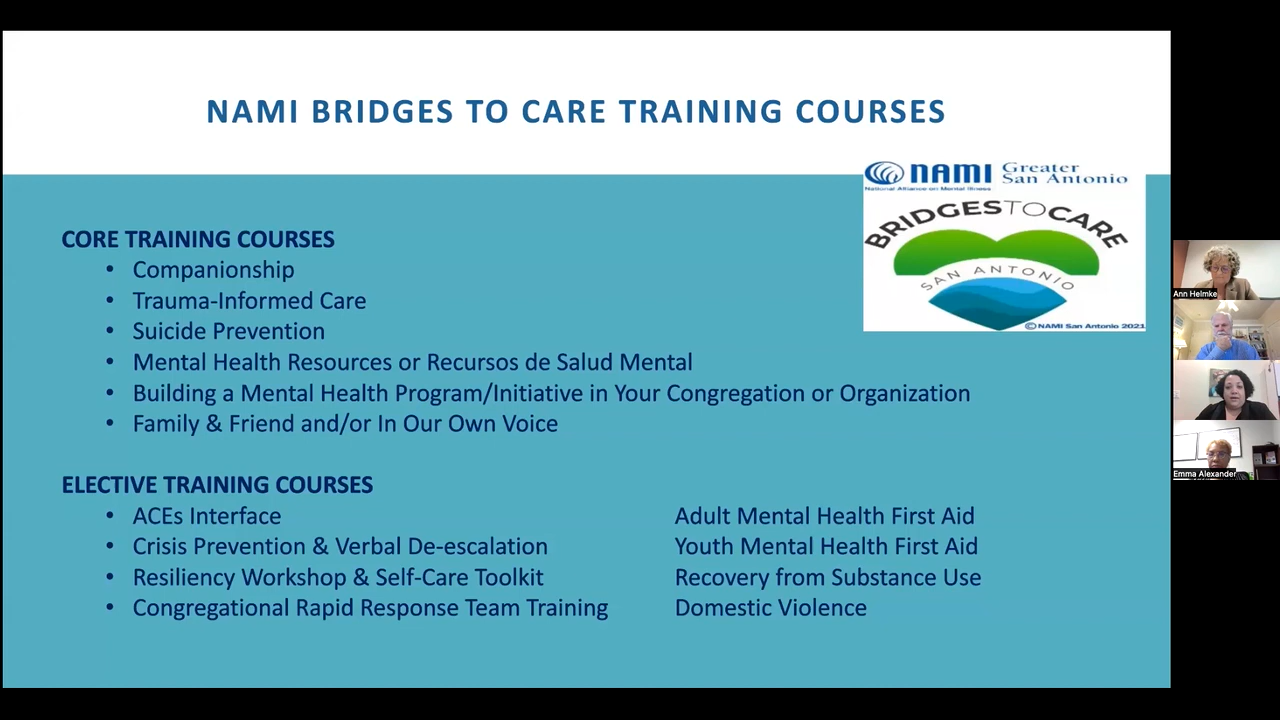 NAMI BRIDGES TO CARE TRAINING COURSES
NAMI Greater San Antonio
National Alliance on Mental Illness
BRIDGESTOCARE
SAN ANTONIO
© NAMI San Antonio 2021
CORE TRAINING COURSES
• Companionship
• Trauma-Informed Care
• Suicide Prevention
• Mental Health Resources or Recursos de Salud Mental
• Building a Mental Health Program/Initiative in Your Congregation or Organization
• Family & Friend and/or In Our Own Voice
ELECTIVE TRAINING COURSES
• ACEs Interface
• Crisis Prevention & Verbal De-escalation
• Resiliency Workshop & Self-Care Toolkit
• Congregational Rapid Response Team Training
Adult Mental Health First Aid
Youth Mental Health First Aid
Recovery from Substance Use
Domestic Violence
Ann Helmke
Emma Alexander